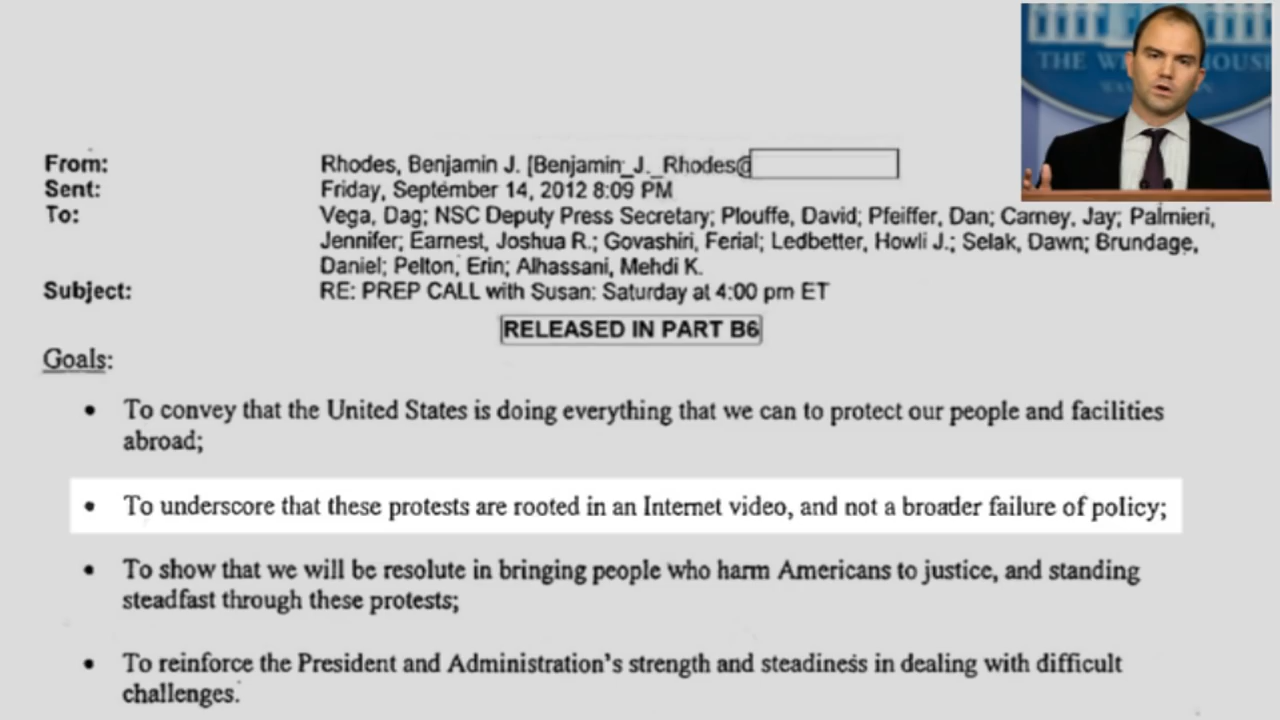 THE WHITE HOUSE
WASHINGTON
From: Rhodes, Benjamin J. [Benjamin_J._Rhodes@
Sent: Friday, September 14, 2012 8:09 PM
To: Vega, Dag; NSC Deputy Press Secretary; Plouffe, David; Pfeiffer, Dan; Carney, Jay; Palmieri,
Jennifer; Earnest, Joshua R.; Govashiri, Ferial; Ledbetter, Howli J.; Selak, Dawn; Brundage,
Daniel; Pelton, Erin; Alhassani, Mehdi K.
Subject: RE: PREP CALL with Susan: Saturday at 4:00 pm ET
RELEASED IN PART B6
Goals:
• To convey that the United States is doing everything that we can to protect our people and facilities
abroad;
• To underscore that these protests are rooted in an Internet video, and not a broader failure of policy;
• To show that we will be resolute in bringing people who harm Americans to justice, and standing
steadfast through these protests;
• To reinforce the President and Administration's strength and steadiness in dealing with difficult
challenges.